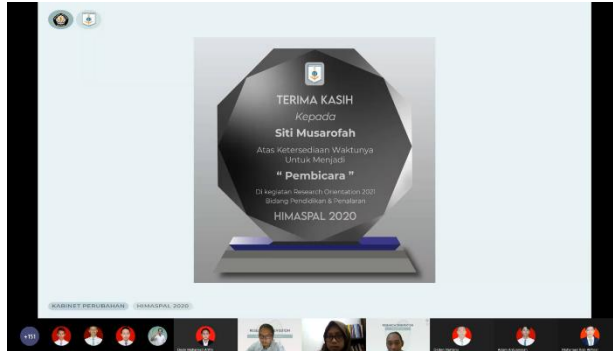 TERIMA KASIH
Kepada
Siti Musarofah
Atas Ketersediaan Waktunya
Untuk Menjadi
“ Pembicara ”
Di kegiatan Research Orientation 2021
Bidang Pendidikan & Penalaran
HIMASPAL 2020
KABINET PERUBAHAN
HIMASPAL 2020
+151